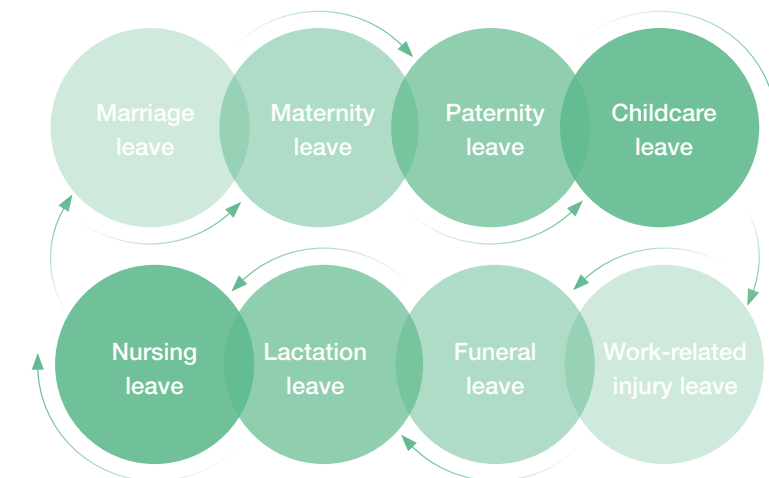 Marriage
leave
Maternity
leave
Paternity
leave
Childcare
leave
Nursing
leave
Lactation
leave
Funeral
leave
Work-related
injury leave